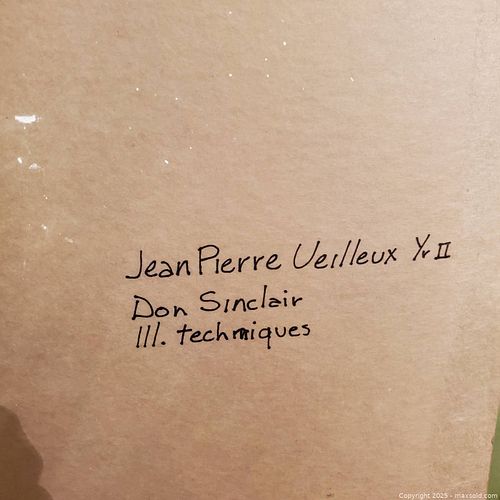 Jean Pierre Veilleux Yr II
Don Sinclair
Ill. techniques
Copyright 2025 - maxsold.com